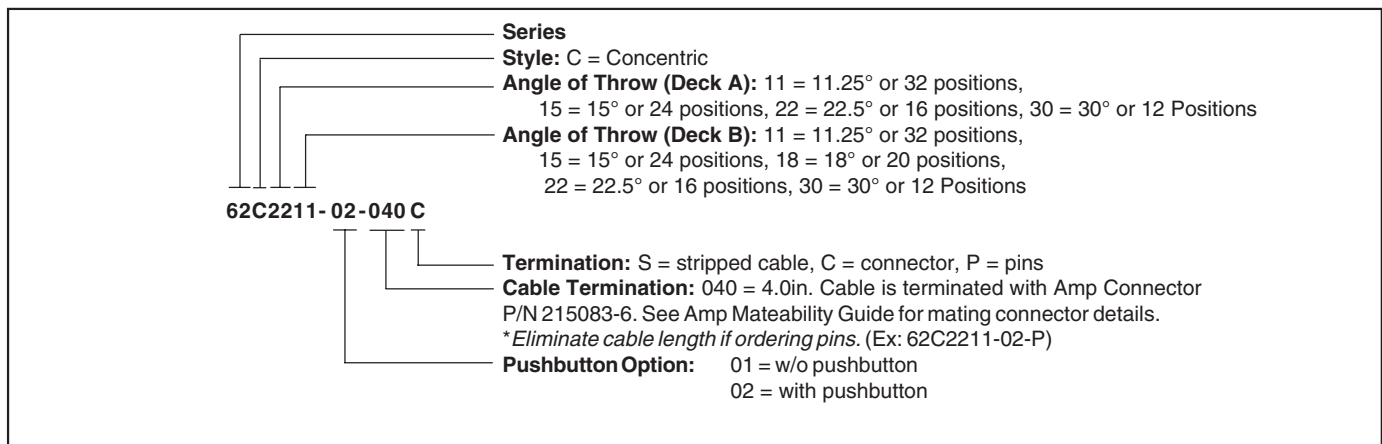 Series
Style: C = Concentric
Angle of Throw (Deck A): 11 = 11.25° or 32 positions,
15 = 15° or 24 positions, 22 = 22.5° or 16 positions, 30 = 30° or 12 Positions
Angle of Throw (Deck B): 11 = 11.25° or 32 positions,
15 = 15° or 24 positions, 18 = 18° or 20 positions,
22 = 22.5° or 16 positions, 30 = 30° or 12 Positions
62C2211-02-040C
Termination: S = stripped cable, C = connector, P = pins
Cable Termination: 040 = 4.0in. Cable is terminated with Amp Connector
P/N 215083-6. See Amp Mateability Guide for mating connector details.
*Eliminate cable length if ordering pins. (Ex: 62C2211-02-P)
Pushbutton Option: 01 = w/o pushbutton
02 = with pushbutton